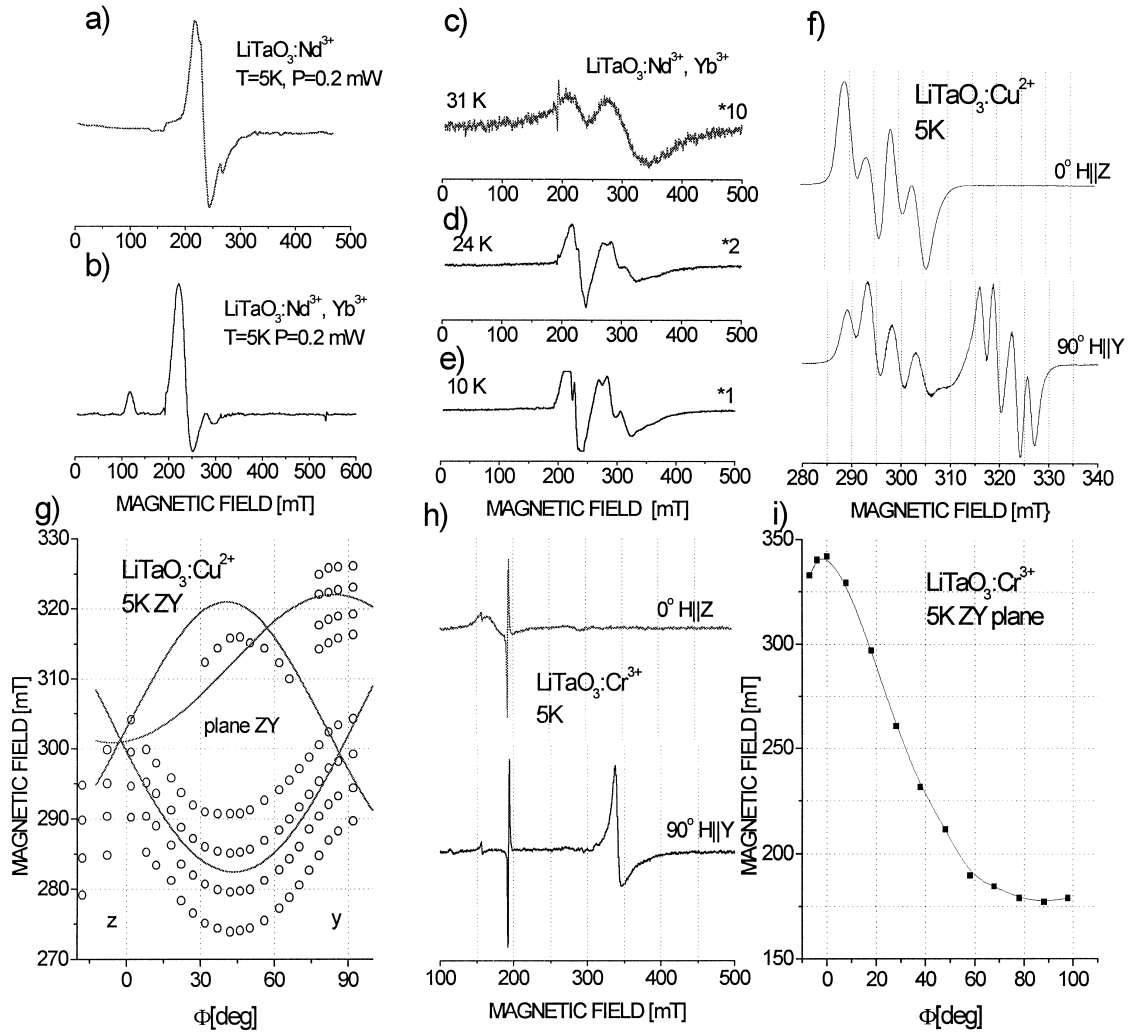 a)
LiTaO3:Nd3+
T=5K, P=0.2 mW
0 100 200 300 400 500
b)
LiTaO3:Nd3+, Yb3+
T=5K P=0.2 mW
0 100 200 300 400 500 600
MAGNETIC FIELD [mT]
c)
LiTaO3:Nd3+, Yb3+
31 K
*10
0 100 200 300 400 500
d)
24 K
*2
0 100 200 300 400 500
e)
10 K
*1
0 100 200 300 400 500
MAGNETIC FIELD [mT]
f)
LiTaO3:Cu2+
5K
0° H||Z
90° H||Y
280 290 300 310 320 330 340
MAGNETIC FIELD [mT}
g)
LiTaO3:Cu2+
5K ZY
plane ZY
z
y
MAGNETIC FIELD [mT]
330
320
310
300
290
280
270
0 30 60 90
Φ[deg]
h)
0° H||Z
LiTaO3:Cr3+
5K
90° H||Y
100 200 300 400 500
MAGNETIC FIELD [mT]
i)
LiTaO3:Cr3+
5K ZY plane
MAGNETIC FIELD [mT]
350
300
250
200
150
0 20 40 60 80 100
Φ[deg]